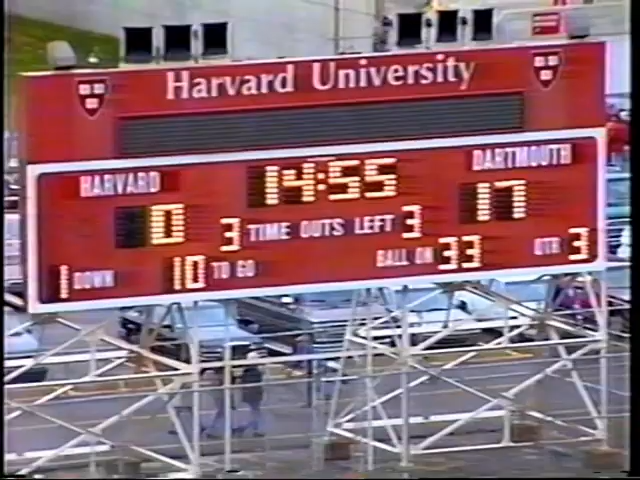 Harvard University
HARVARD 14:55 DARTMOUTH
0 17
3 TIME OUTS LEFT 3
1 DOWN 10 TO GO BALL ON 33 QTR 3